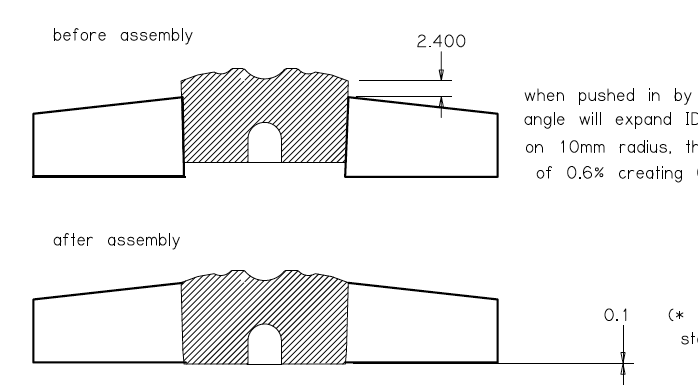 before assembly
2.400
when pushed in by
angle will expand ID
on 10mm radius, th
of 0.6% creating
after assembly
0.1 (*
st